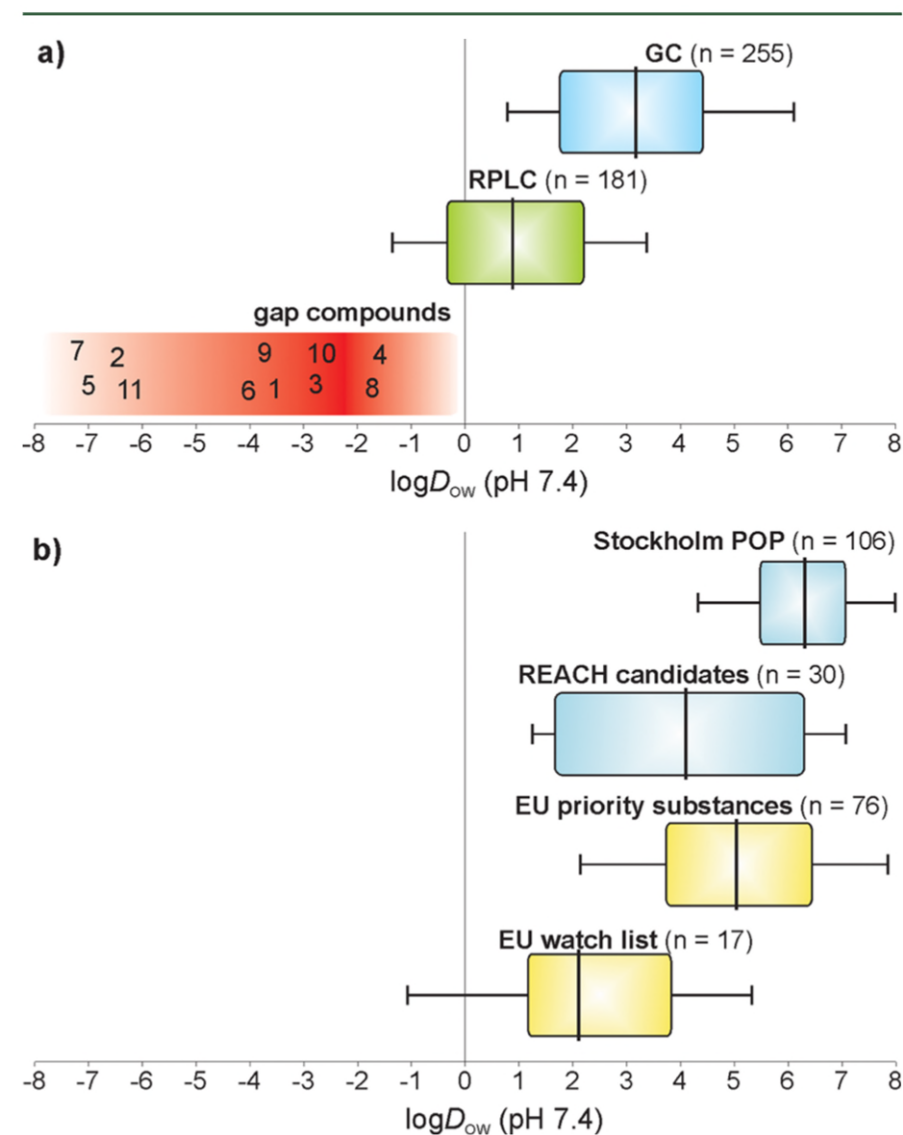 a)
GC (n = 255)
RPLC (n = 181)
gap compounds
7 2 9 10 4
5 11 6 1 3 8
-8 -7 -6 -5 -4 -3 -2 -1 0 1 2 3 4 5 6 7 8
logDow (pH 7.4)
b)
Stockholm POP (n = 106)
REACH candidates (n = 30)
EU priority substances (n = 76)
EU watch list (n = 17)
-8 -7 -6 -5 -4 -3 -2 -1 0 1 2 3 4 5 6 7 8
logDow (pH 7.4)